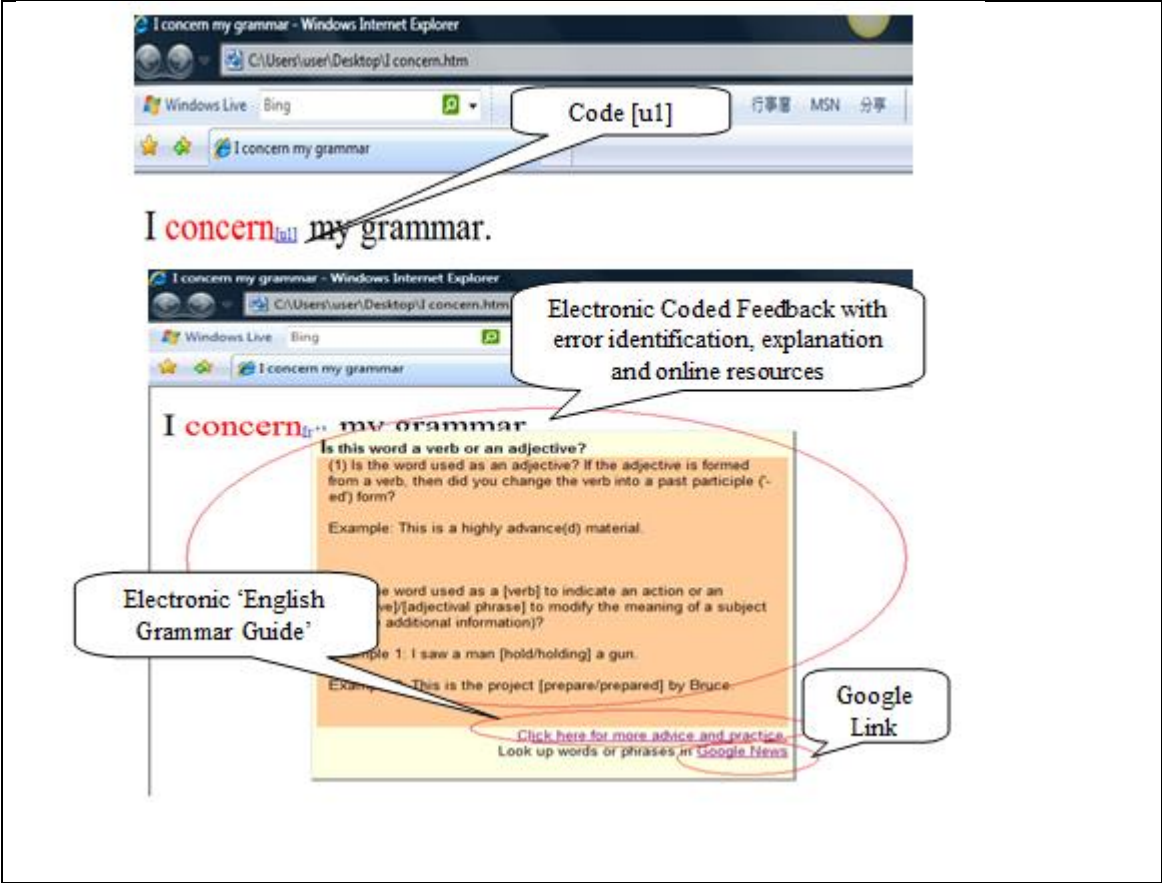 I concern my grammar - Windows Internet Explorer
C:\Users\user\Desktop\I concern.htm
Windows Live Bing 行事曆 MSN 分享
Code [u1]
I concern my grammar
I concern[u1] my grammar.
I concern my grammar - Windows Internet Explorer
C:\Users\user\Desktop\I concern.htm
Windows Live Bing
I concern my grammar
Electronic Coded Feedback with
error identification, explanation
and online resources
I concern my grammar
Is this word a verb or an adjective?
(1) Is the word used as an adjective? If the adjective is formed
from a verb, then did you change the verb into a past participle ('-
ed') form?
Example: This is a highly advance(d) material.
e word used as a [verb] to indicate an action or an
ve]/[adjectival phrase] to modify the meaning of a subject
additional information)?
mple 1: I saw a man [hold/holding] a gun.
Exam This is the project [prepare/prepared] by Bruce.
Electronic ‘English
Grammar Guide’
Click here for more advice and practice.
Look up words or phrases in Google News
Google
Link